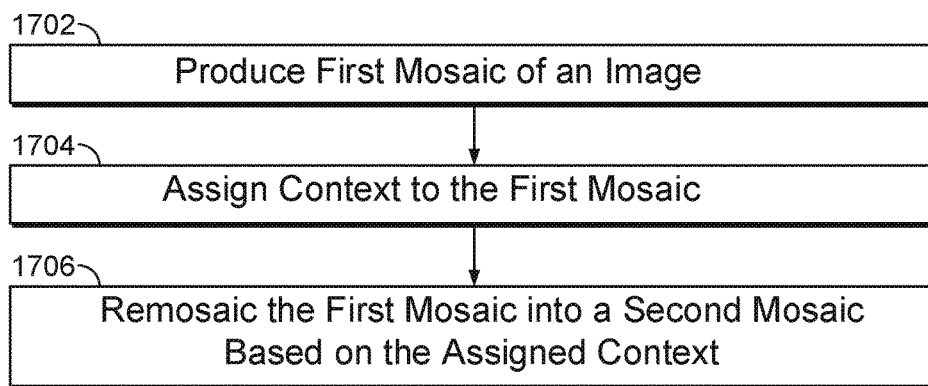 1702
Produce First Mosaic of an Image
1704
Assign Context to the First Mosaic
1706
Remosaic the First Mosaic into a Second Mosaic
Based on the Assigned Context